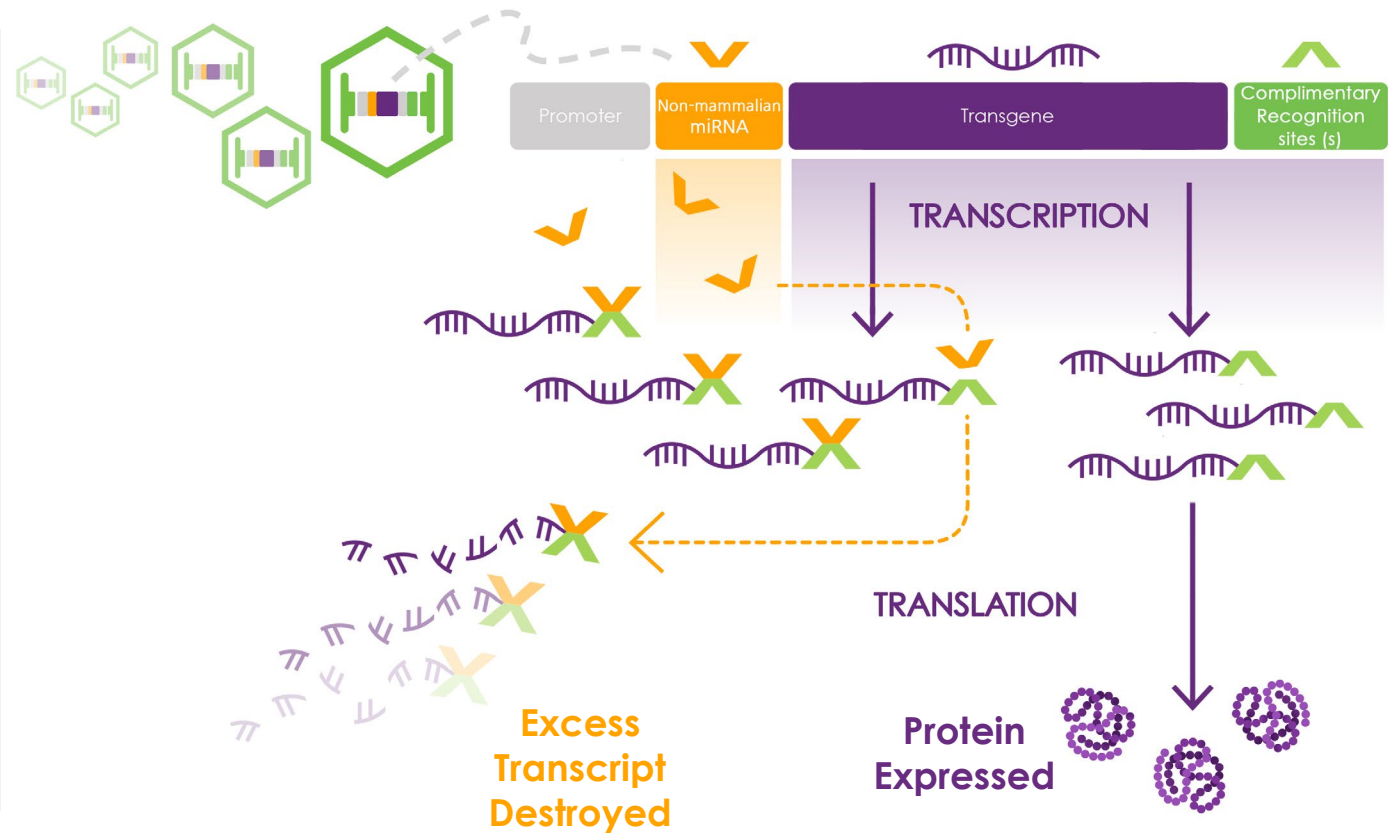 Promoter
Non-mammalian
miRNA
Transgene
Complimentary
Recognition
sites (s)
TRANSCRIPTION
TRANSLATION
Excess
Transcript
Destroyed
Protein
Expressed